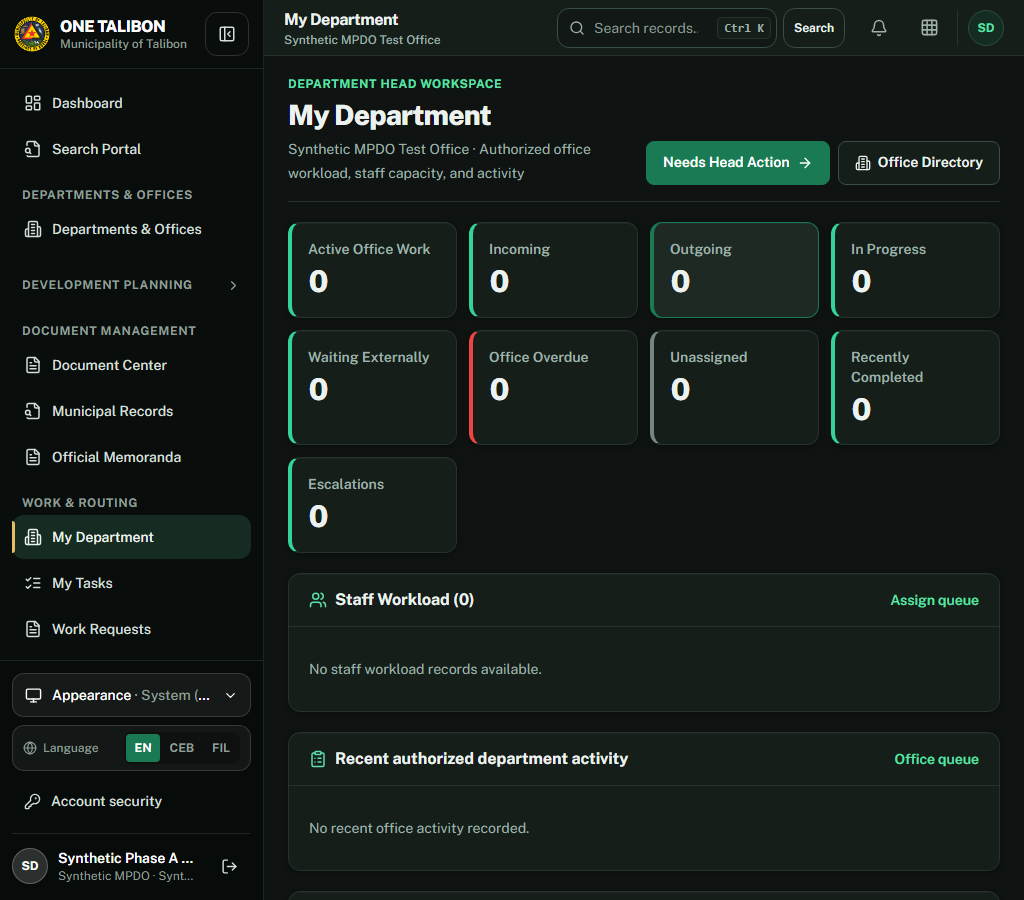 ONE TALIBON
Municipality of Talibon
Dashboard
Search Portal
DEPARTMENTS & OFFICES
Departments & Offices
DEVELOPMENT PLANNING
DOCUMENT MANAGEMENT
Document Center
Municipal Records
Official Memoranda
WORK & ROUTING
My Department
My Tasks
Work Requests
Appearance · System (...
Language EN CEB FIL
Account security
SD Synthetic Phase A ...
Synthetic MPDO · Synt...
My Department
Synthetic MPDO Test Office
Search records.. Ctrl K Search SD
DEPARTMENT HEAD WORKSPACE
My Department
Synthetic MPDO Test Office · Authorized office
workload, staff capacity, and activity
Needs Head Action → Office Directory
Active Office Work
0
Incoming
0
Outgoing
0
In Progress
0
Waiting Externally
0
Office Overdue
0
Unassigned
0
Recently
Completed
0
Escalations
0
Staff Workload (0) Assign queue
No staff workload records available.
Recent authorized department activity Office queue
No recent office activity recorded.